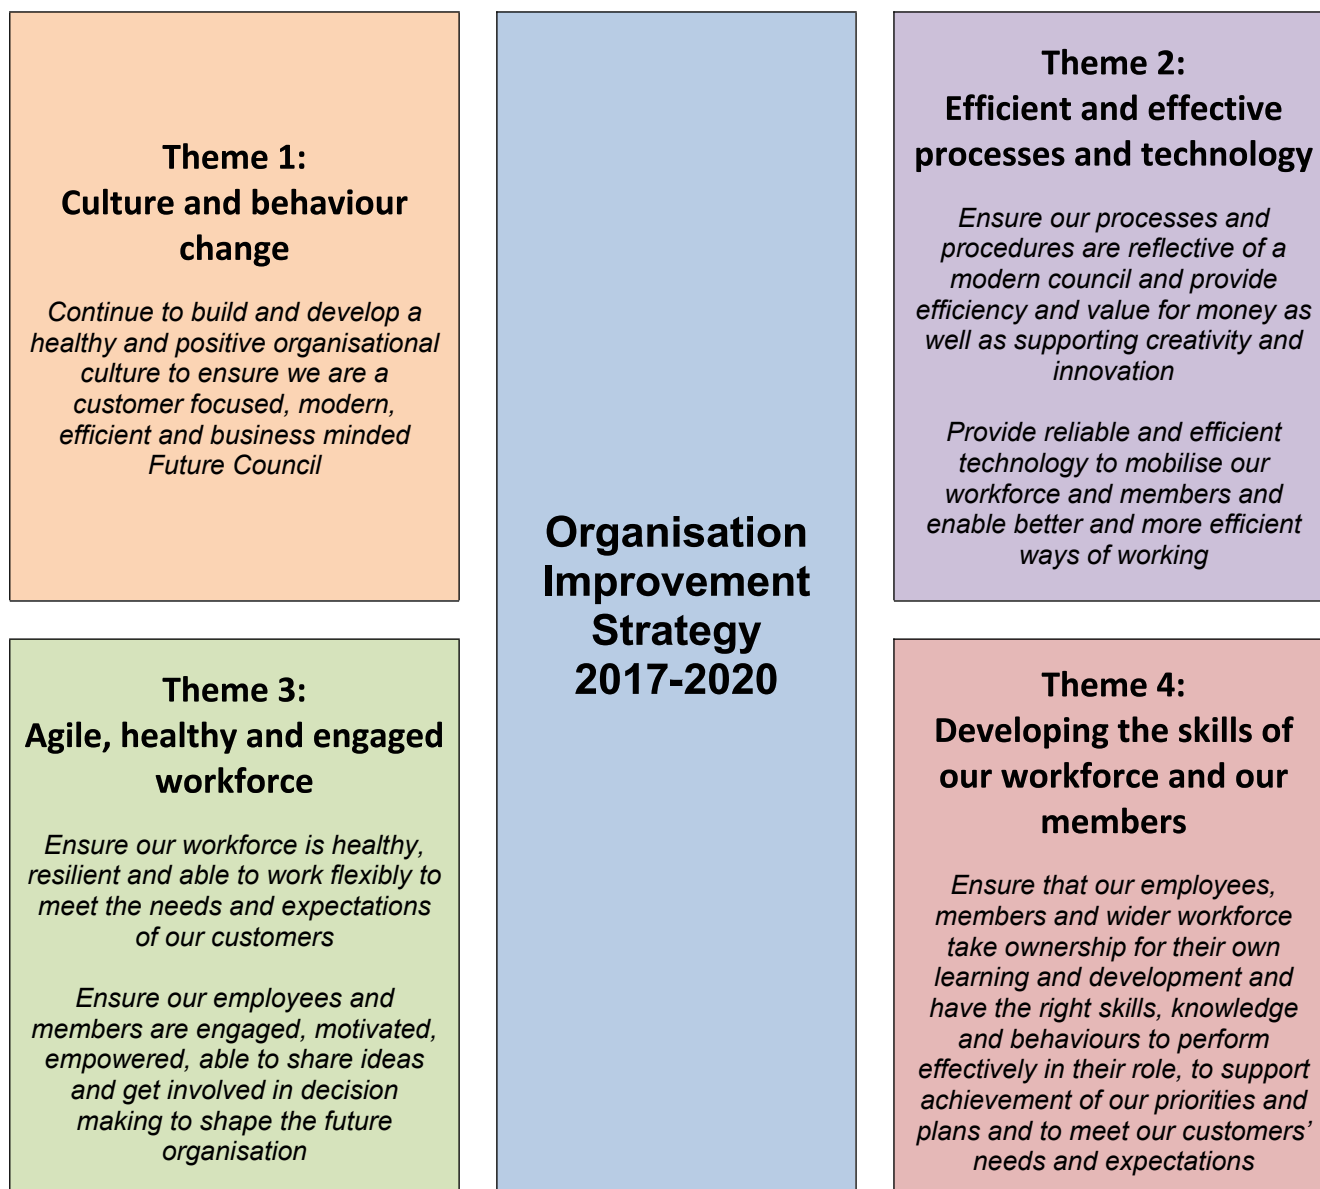 Theme 1:
Culture and behaviour
change
Continue to build and develop a
healthy and positive organisational
culture to ensure we are a
customer focused, modern,
efficient and business minded
Future Council
Organisation
Improvement
Strategy
2017-2020
Theme 2:
Efficient and effective
processes and technology
Ensure our processes and
procedures are reflective of a
modern council and provide
efficiency and value for money as
well as supporting creativity and
innovation
Provide reliable and efficient
technology to mobilise our
workforce and members and
enable better and more efficient
ways of working
Theme 3:
Agile, healthy and engaged
workforce
Ensure our workforce is healthy,
resilient and able to work flexibly to
meet the needs and expectations
of our customers
Ensure our employees and
members are engaged, motivated,
empowered, able to share ideas
and get involved in decision
making to shape the future
organisation
Theme 4:
Developing the skills of
our workforce and our
members
Ensure that our employees,
members and wider workforce
take ownership for their own
learning and development and
have the right skills, knowledge
and behaviours to perform
effectively in their role, to support
achievement of our priorities and
plans and to meet our customers’
needs and expectations